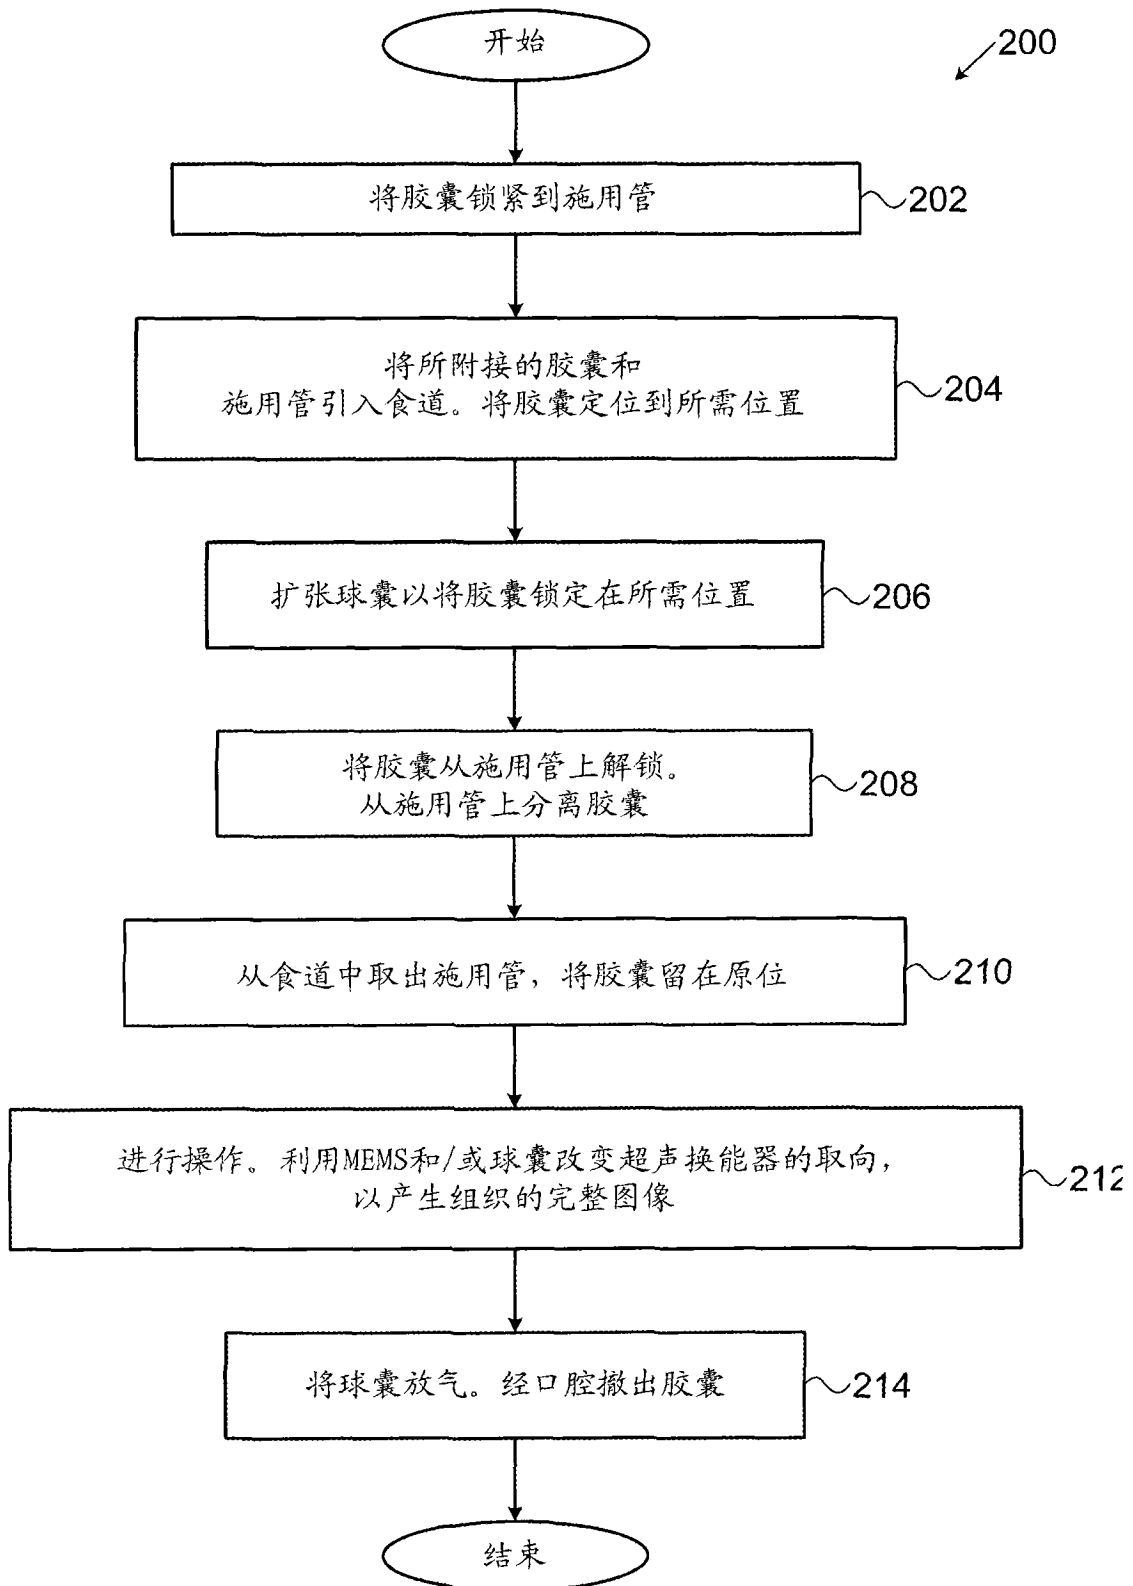 开始
200
将胶囊锁紧到施用管
202
将所附接的胶囊和
施用管引入食道。将胶囊定位到所需位置
204
扩张球囊以将胶囊锁定在所需位置
206
将胶囊从施用管上解锁。
从施用管上分离胶囊
208
从食道中取出施用管，将胶囊留在原位
210
进行操作。利用MEMS和/或球囊改变超声换能器的取向，
以产生组织的完整图像
212
将球囊放气。经口腔撤出胶囊
214
结束